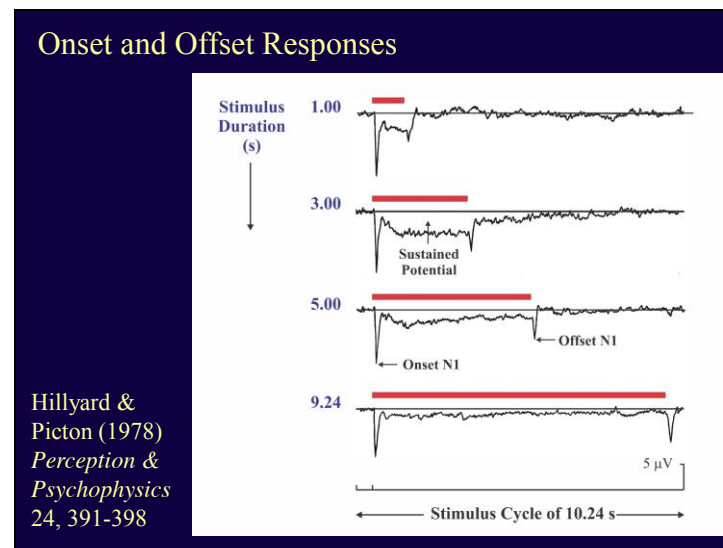 Onset and Offset Responses
Stimulus
Duration
(s)
1.00
3.00
Sustained
Potential
5.00
Offset N1
Onset N1
9.24
5 µV
Stimulus Cycle of 10.24 s
Hillyard &
Picton (1978)
Perception &
Psychophysics
24, 391-398